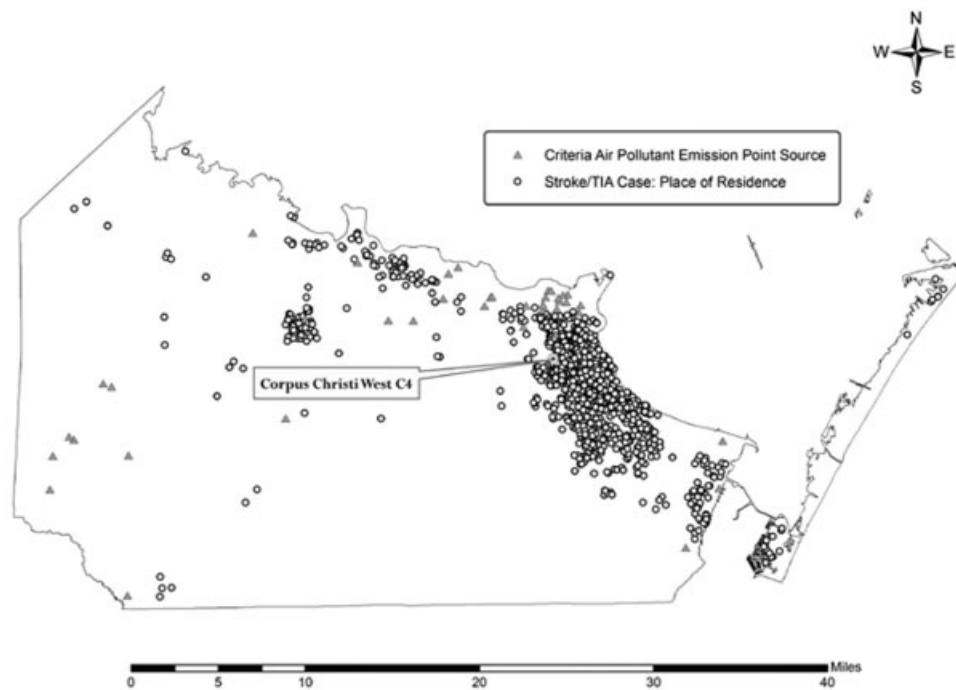 N
W E
S
Criteria Air Pollutant Emission Point Source
Stroke/TIA Case: Place of Residence
Corpus Christi West C4
Miles
0 5 10 20 30 40